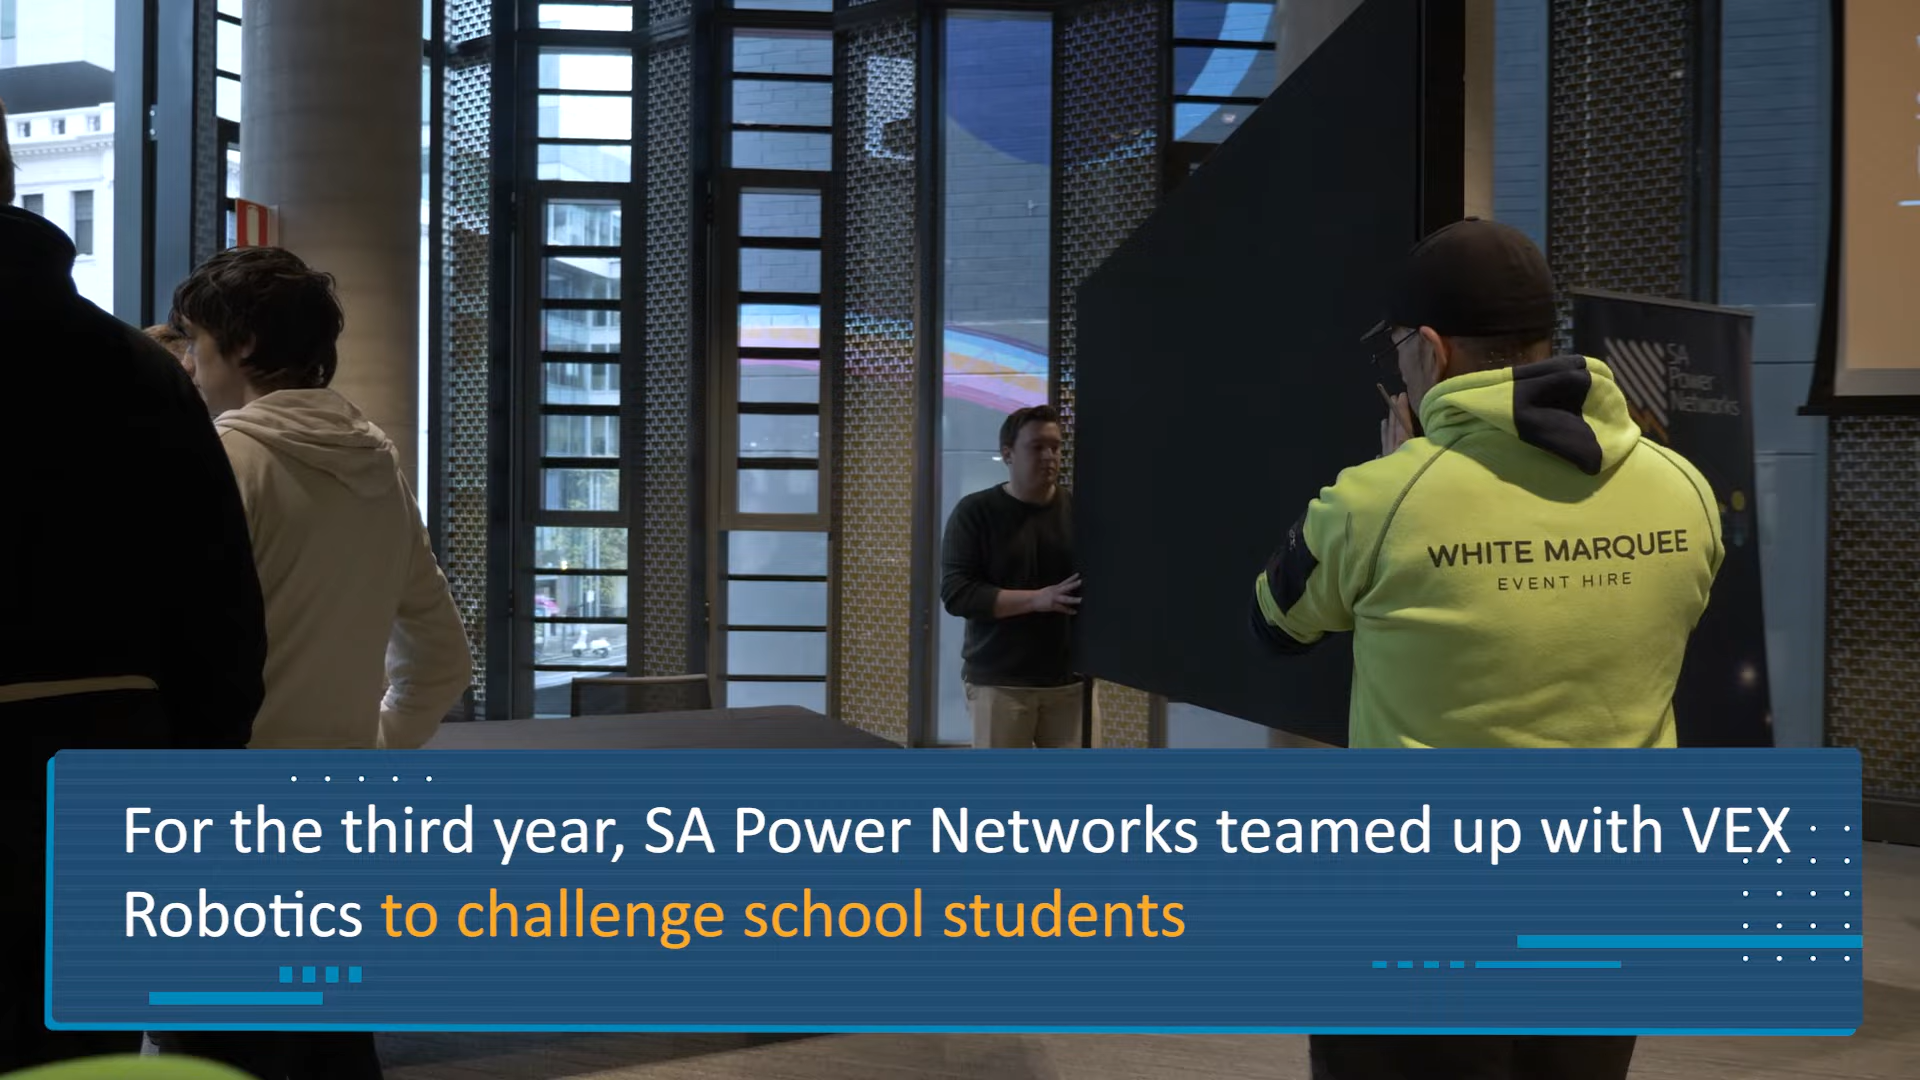 SA
Power
Networks
WHITE MARQUEE
EVENT HIRE
For the third year, SA Power Networks teamed up with VEX
Robotics to challenge school students